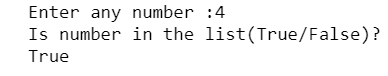 Enter any number :4
Is number in the list(True/False)?
True